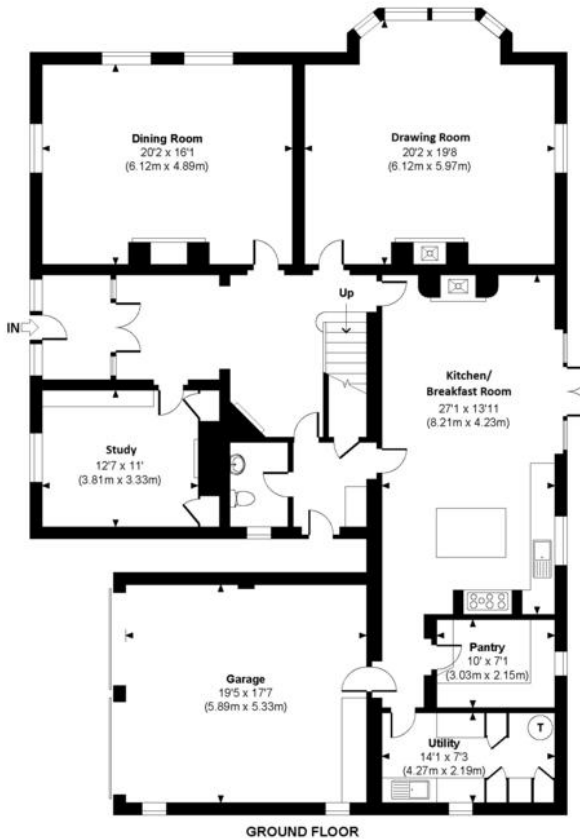 Dining Room
20'2 x 16'1
(6.12m x 4.89m)
Drawing Room
20'2 x 19'8
(6.12m x 5.97m)
IN
Up
Kitchen/
Breakfast Room
27'1 x 13'11
(8.21m x 4.23m)
Study
12'7 x 11'
(3.81m x 3.33m)
Pantry
10' x 7'1
(3.03m x 2.15m)
Garage
19'5 x 17'7
(5.89m x 5.33m)
Utility
14'1 x 7'3
(4.27m x 2.19m)
T
GROUND FLOOR